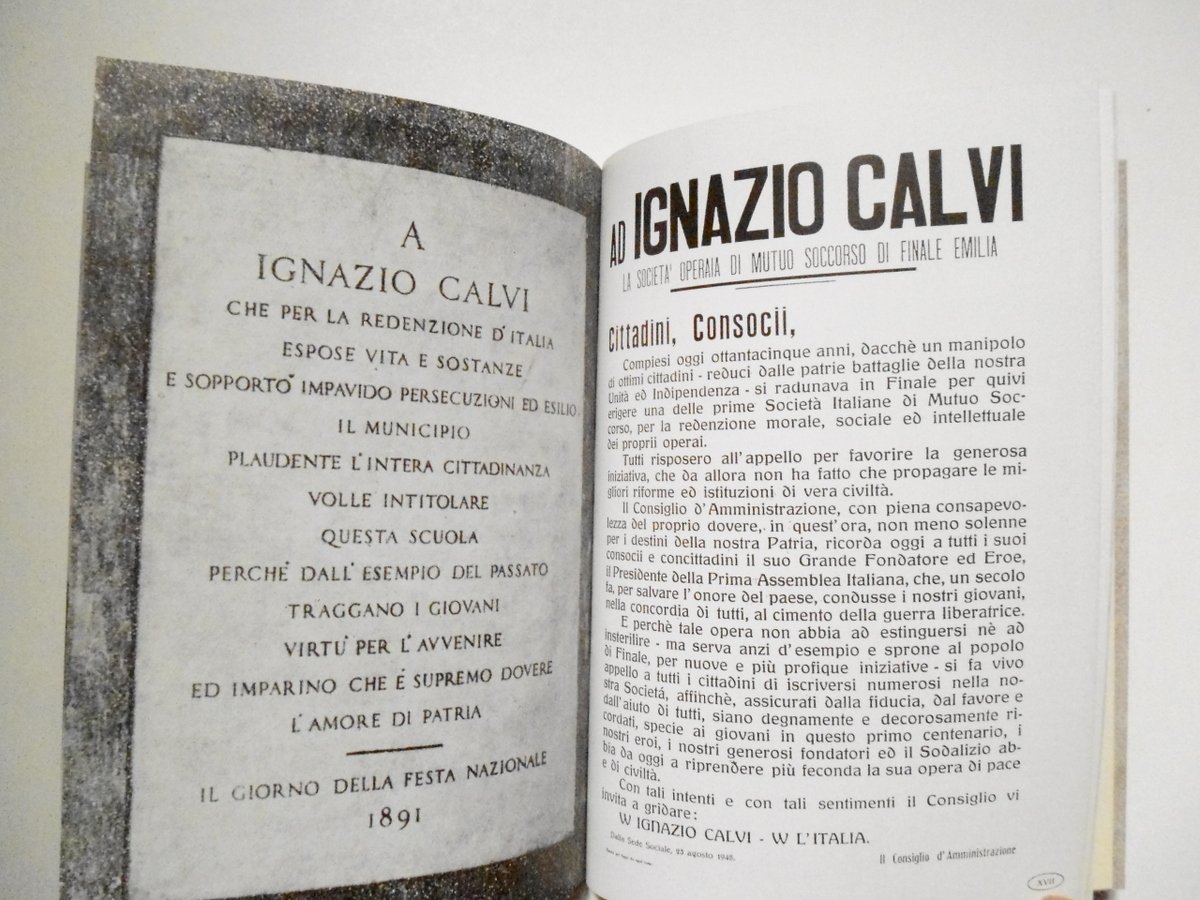 A
IGNAZIO CALVI
CHE PER LA REDENZIONE D'ITALIA
ESPOSE VITA E SOSTANZE
E SOPPORTO' IMPAVIDO PERSECUZIONI ED ESILIO
IL MUNICIPIO
PLAUDENTE L'INTERA CITTADINANZA
VOLLE INTITOLARE
QUESTA SCUOLA
PERCHE' DALL'ESEMPIO DEL PASSATO
TRAGGANO I GIOVANI
VIRTU' PER L'AVVENIRE
ED IMPARINO CHE È SUPREMO DOVERE
L'AMORE DI PATRIA
IL GIORNO DELLA FESTA NAZIONALE
1891
AD IGNAZIO CALVI
LA SOCIETA' OPERAIA DI MUTUO SOCCORSO DI FINALE EMILIA
Cittadini, Consocii,
Compiesi oggi ottantacinque anni, dacchè un manipolo
di ottimi cittadini - reduci dalle patrie battaglie della nostra
Unità ed Indipendenza - si radunava in Finale per quivi
erigere una delle prime Società Italiane di Mutuo Soc-
corso, per la redenzione morale, sociale ed intellettuale
dei proprii operai.
Tutti risposero all'appello per favorire la generosa
iniziativa, che da allora non ha fatto che propagare le mi-
gliori riforme ed istituzioni di vera civiltà.
Il Consiglio d'Amministrazione, con piena consapevo-
lezza del proprio dovere, in quest'ora, non meno solenne
per i destini della nostra Patria, ricorda oggi a tutti i suoi
consocii e concittadini il suo Grande Fondatore ed Eroe,
il Presidente della Prima Assemblea Italiana, che, un secolo
fa, per salvare l'onore del paese, condusse i nostri giovani,
nella concordia di tutti, al cimento della guerra liberatrice.
E perchè tale opera non abbia ad estinguersi nè ad
insterilire - ma serva anzi d'esempio e sprone al popolo
di Finale, per nuove e più profique iniziative - si fa vivo
appello a tutti i cittadini di iscriversi numerosi nella no-
stra Societá, affinchè, assicurati dalla fiducia, dal favore e
dall'aiuto di tutti, siano degnamente e decorosamente ri-
cordati, specie ai giovani in questo primo centenario, i
nostri eroi, i nostri generosi fondatori ed il Sodalizio ab-
bia da oggi a riprendere più feconda la sua opera di pace
e di civiltà.
Con tali intenti e con tali sentimenti il Consiglio vi
invita a gridare:
W IGNAZIO CALVI - W L'ITALIA.
Dalla Sede Sociale, 25 agosto 1948.
Il Consiglio d'Amministrazione
XVII